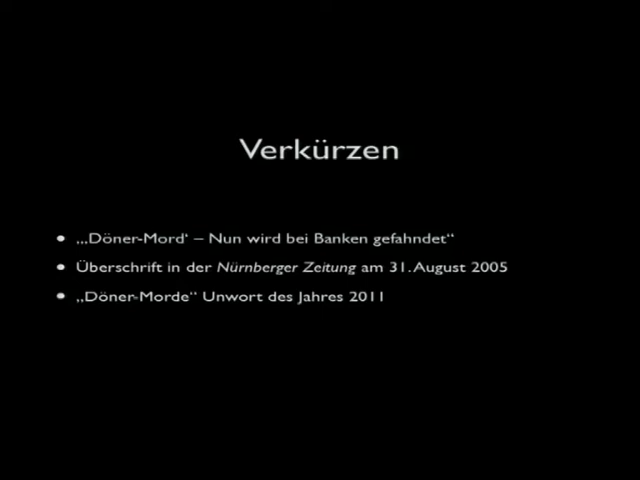 Verkürzen
• „‚Döner-Mord‘ – Nun wird bei Banken gefahndet“
• Überschrift in der Nürnberger Zeitung am 31. August 2005
• „Döner-Morde“ Unwort des Jahres 2011